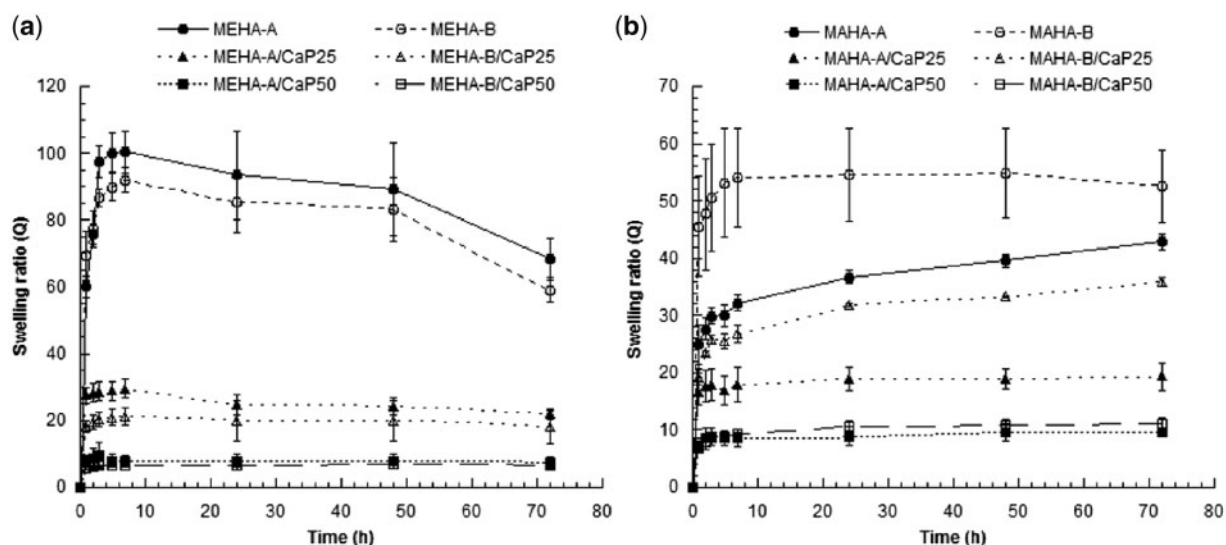 (a)
MEHA-A
MEHA-B
MEHA-A/CaP25
MEHA-B/CaP25
MEHA-A/CaP50
MEHA-B/CaP50
120
100
80
60
40
20
0
Swelling ratio (Q)
0 10 20 30 40 50 60 70 80
Time (h)
(b)
MAHA-A
MAHA-B
MAHA-A/CaP25
MAHA-B/CaP25
MAHA-A/CaP50
MAHA-B/CaP50
70
60
50
40
30
20
10
0
Swelling ratio (Q)
0 10 20 30 40 50 60 70 80
Time (h)